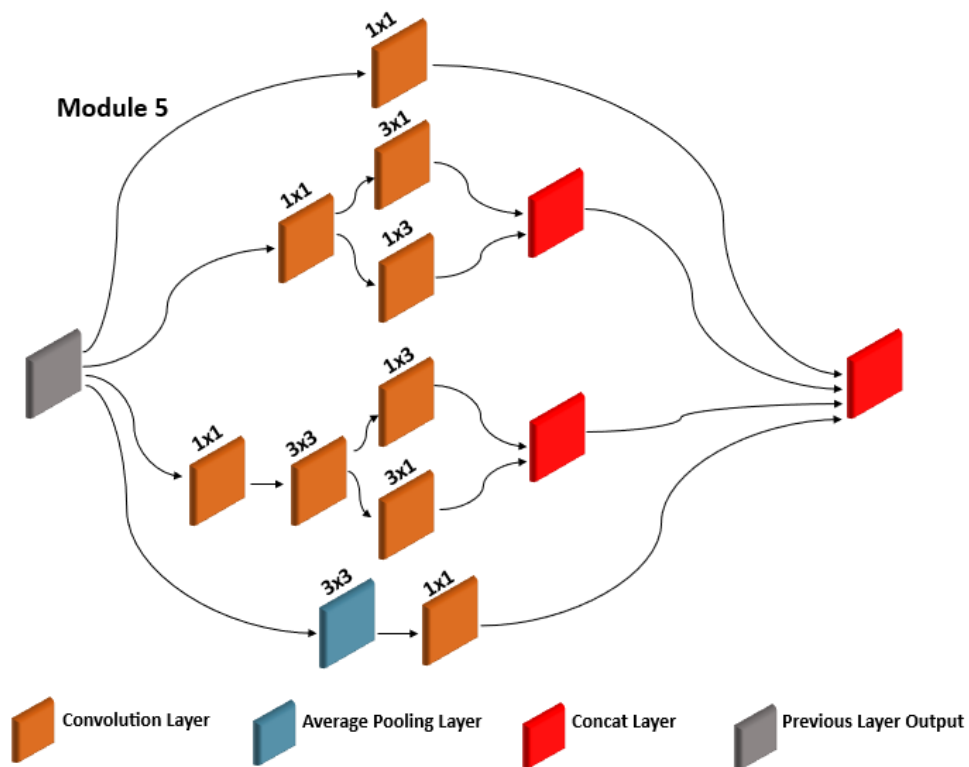 1x1
Module 5
3x1
1x1
1x3
1x3
1x1
3x3
3x1
3x3
1x1
Convolution Layer
Average Pooling Layer
Concat Layer
Previous Layer Output